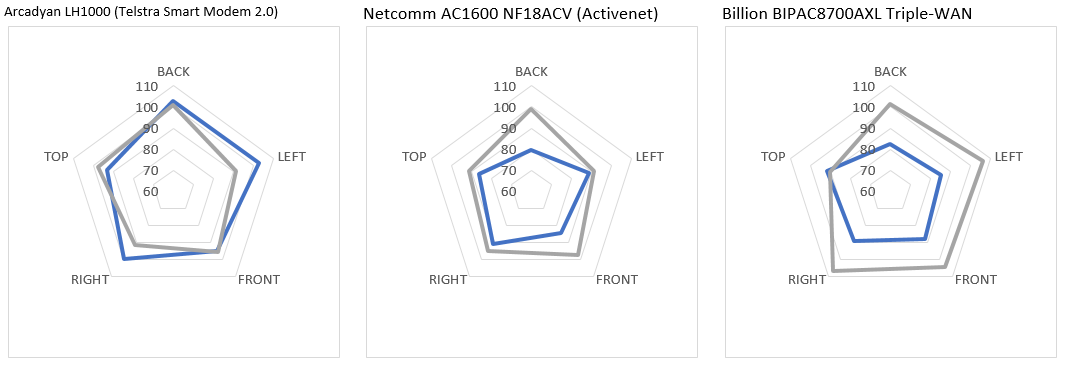 Arcadyan LH1000 (Telstra Smart Modem 2.0)
BACK
110
100
90
80
70
60
TOP
LEFT
RIGHT
FRONT
Netcomm AC1600 NF18ACV (Activenet)
BACK
110
100
90
80
70
60
TOP
LEFT
RIGHT
FRONT
Billion BIPAC8700AXL Triple-WAN
BACK
110
100
90
80
70
60
TOP
LEFT
RIGHT
FRONT